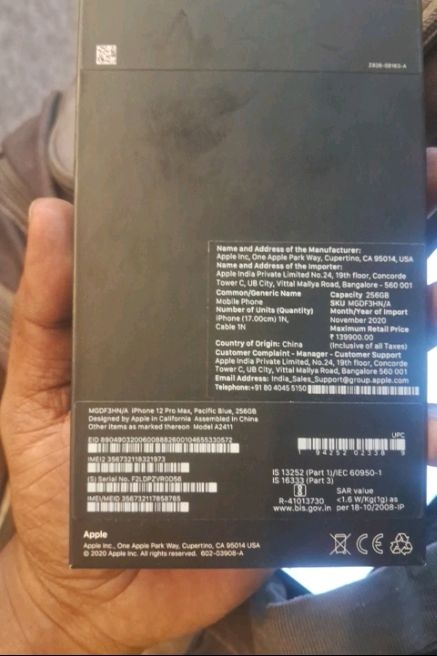 Z826-09163-A
Name and Address of the Manufacturer:
Apple Inc, One Apple Park Way, Cupertino, CA 95014, USA
Name and Address of the Importer:
Apple India Private Limited No.24, 19th floor, Concorde
Tower C, UB City, Vittal Mallya Road, Bangalore - 560 001
Common/Generic Name
Mobile Phone
Number of Units (Quantity)
iPhone (17.00cm) 1N,
Cable 1N
Capacity 256GB
SKU MGDF3HN/A
Month/Year of Import
November 2020
Maximum Retail Price
₹ 139900.00
(Inclusive of all Taxes)
Country of Origin: China
Customer Complaint - Manager - Customer Support
Apple India Private Limited No.24, 19th floor, Concorde
Tower C, UB City, Vittal Mallya Road, Bangalore 560 001
Email Address: India_Sales_Support@group.apple.com
Telephone:+91 80 4045 5150
MGDF3HN/A iPhone 12 Pro Max, Pacific Blue, 256GB
Designed by Apple in California Assembled in China
Other items as marked thereon Model A2411
EID 89049032006008882600104655330572
IMEI2 356732118321973
(S) Serial No. F2LDPZVR0D56
IMEI/MEID 356732117858765
UPC
1 94252 02338 9
IS 13252 (Part 1)/IEC 60950-1
IS 16333 (Part 3)
R-41013730
www.bis.gov.in
SAR value
<1.6 W/Kg(1g) as
per 18-10/2008-IP
Apple
Apple Inc., One Apple Park Way, Cupertino, CA 95014 USA
© 2020 Apple Inc. All rights reserved. 602-03908-A
CE